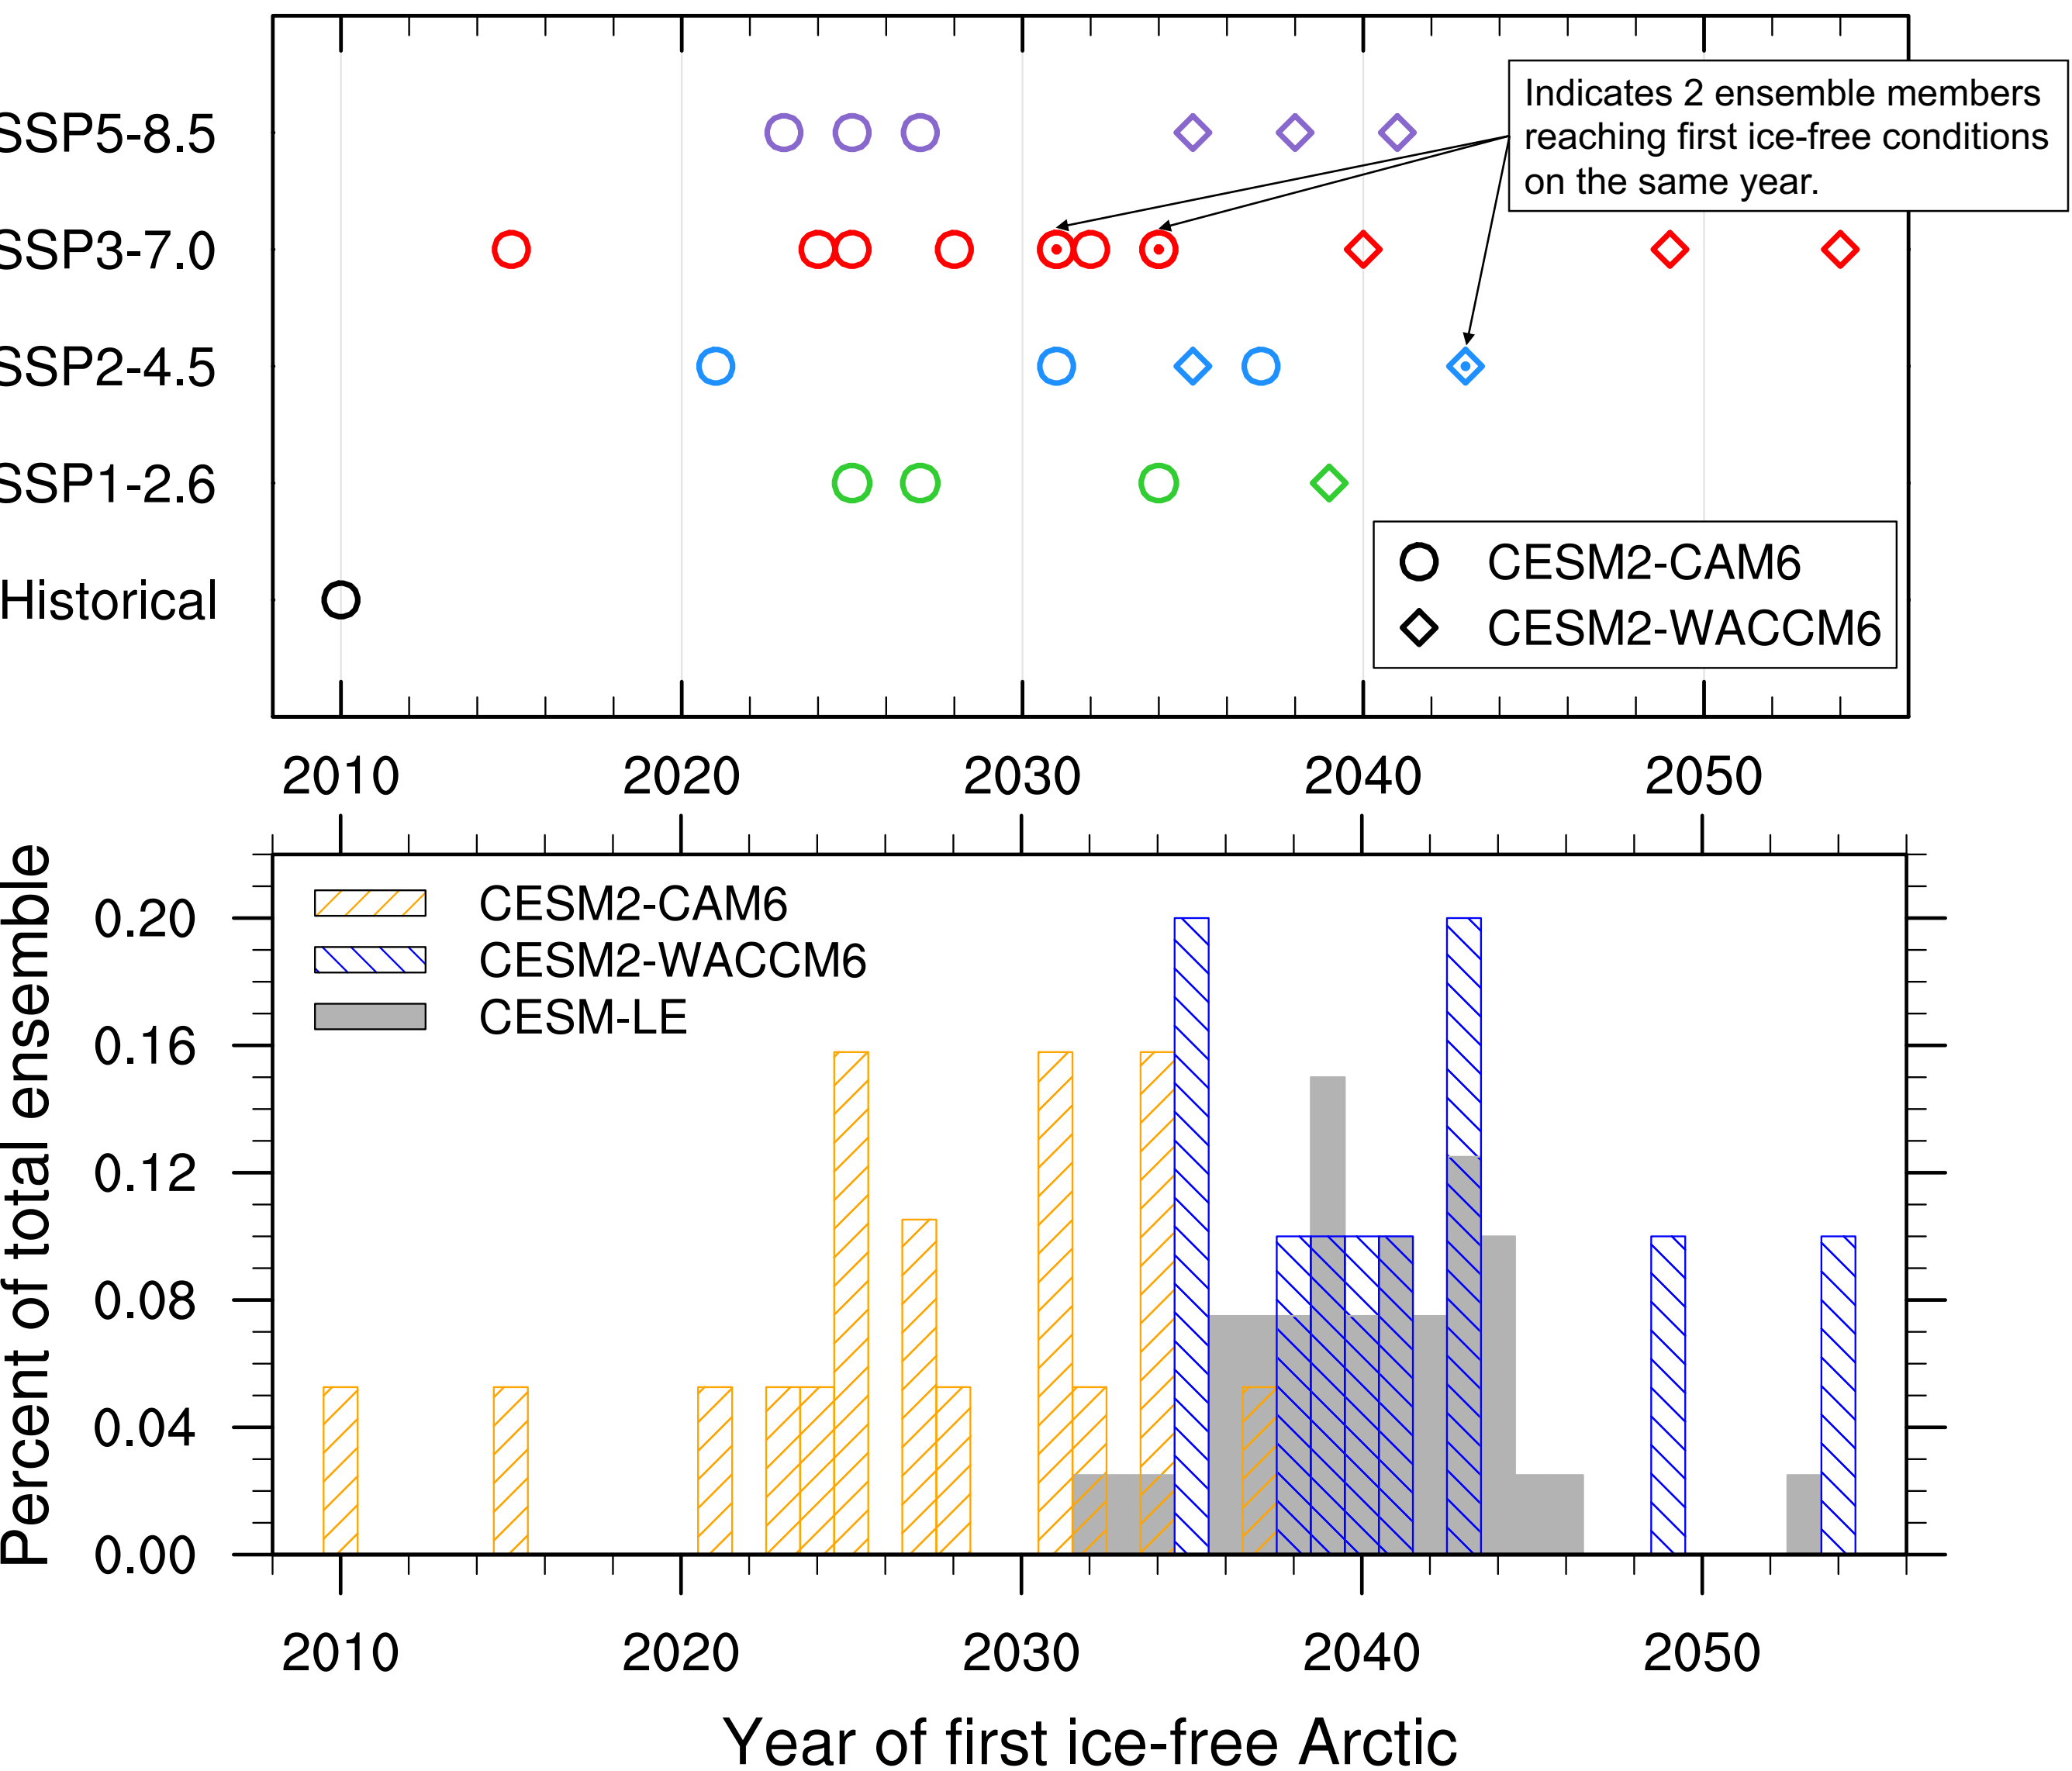 SSP5-8.5
SSP3-7.0
SSP2-4.5
SSP1-2.6
Historical
Indicates 2 ensemble members
reaching first ice-free conditions
on the same year.
CESM2-CAM6
CESM2-WACCM6
2010 2020 2030 2040 2050
Percent of total ensemble
0.20
0.16
0.12
0.08
0.04
0.00
CESM2-CAM6
CESM2-WACCM6
CESM-LE
2010 2020 2030 2040 2050
Year of first ice-free Arctic